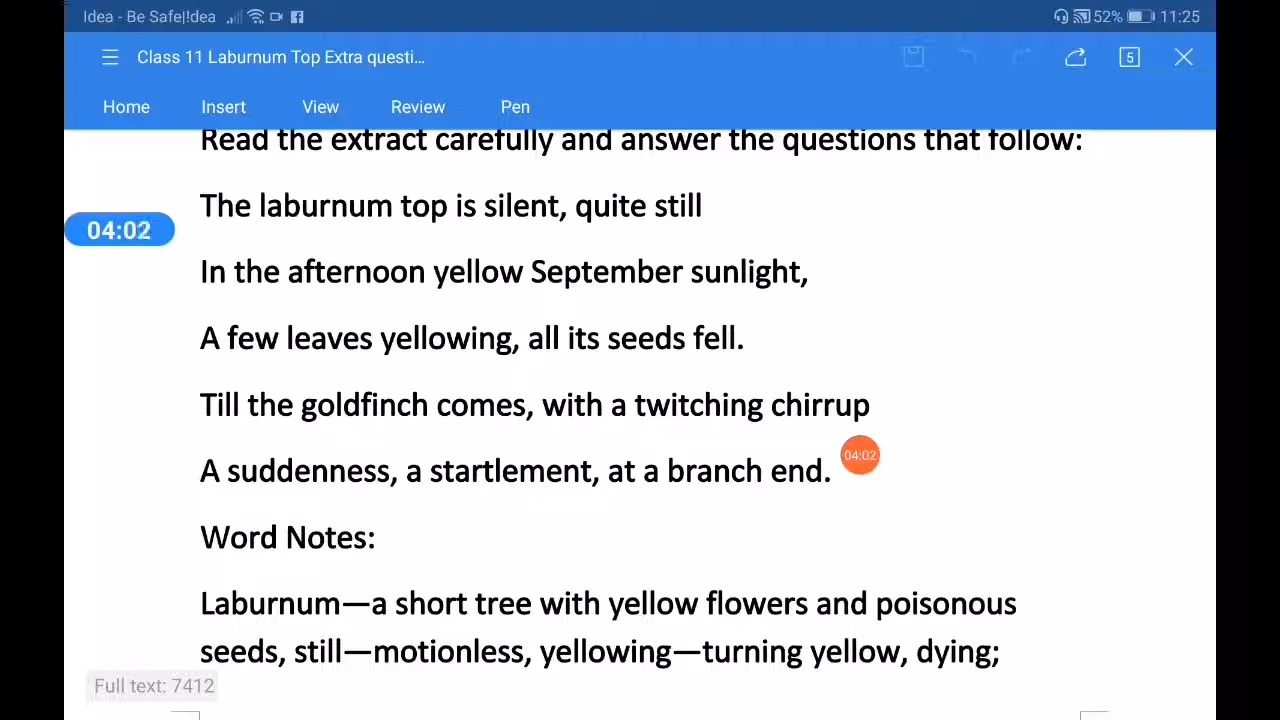 Idea - Be Safe|!dea 52% 11:25
Class 11 Laburnum Top Extra questi... 5
Home Insert View Review Pen
Read the extract carefully and answer the questions that follow:
The laburnum top is silent, quite still
04:02
In the afternoon yellow September sunlight,
A few leaves yellowing, all its seeds fell.
Till the goldfinch comes, with a twitching chirrup
04:02
A suddenness, a startlement, at a branch end.
Word Notes:
Laburnum—a short tree with yellow flowers and poisonous
seeds, still—motionless, yellowing—turning yellow, dying;
Full text: 7412